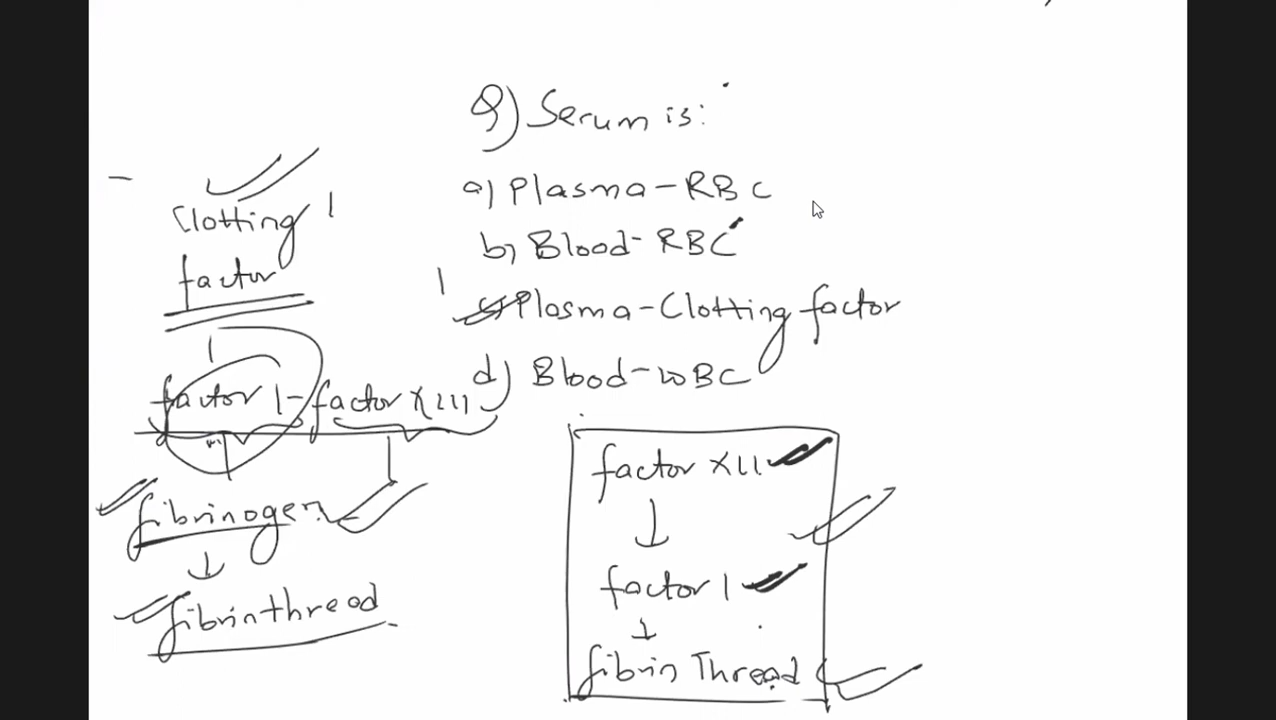 Q) Serum is:
a) Plasma-RBC
b) Blood-RBC
c) Plasma-Clotting factor
d) Blood-WBC
Clotting
factor
factor I-factor XIII
fibrinogen
fibrinthread
factor XII
factor I
fibrin Thread